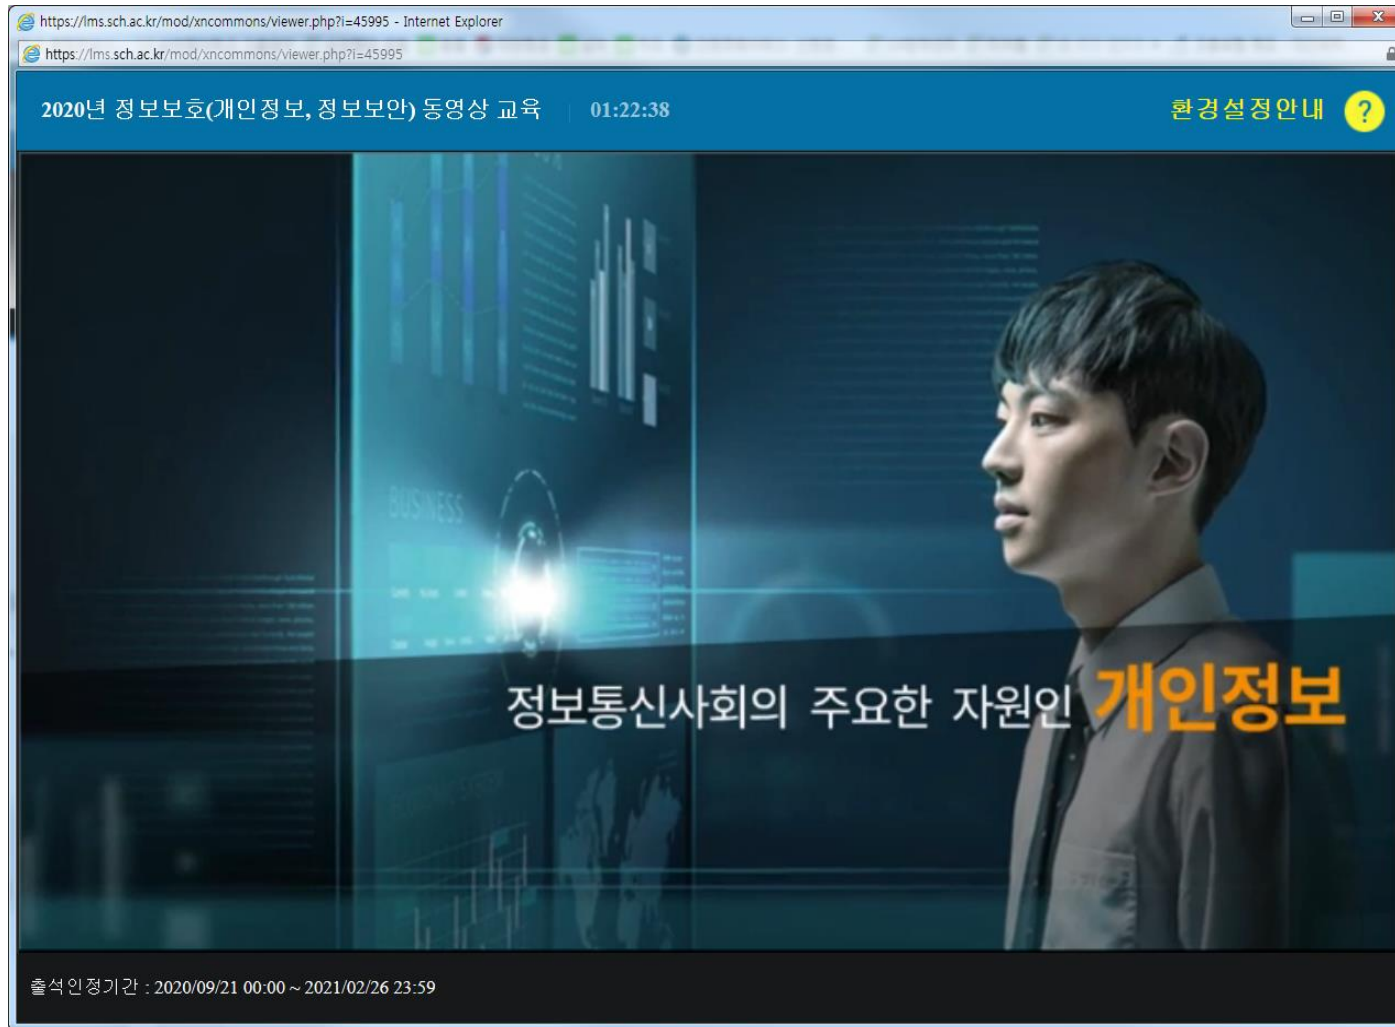 https://lms.sch.ac.kr/mod/xncommons/viewer.php?i=45995 - Internet Explorer
https://lms.sch.ac.kr/mod/xncommons/viewer.php?i=45995
2020년 정보보호(개인정보, 정보보안) 동영상 교육 01:22:38 환경설정안내 ?
BUSINESS
정보통신사회의 주요한 자원인 개인정보
출석인정기간 : 2020/09/21 00:00 ~ 2021/02/26 23:59